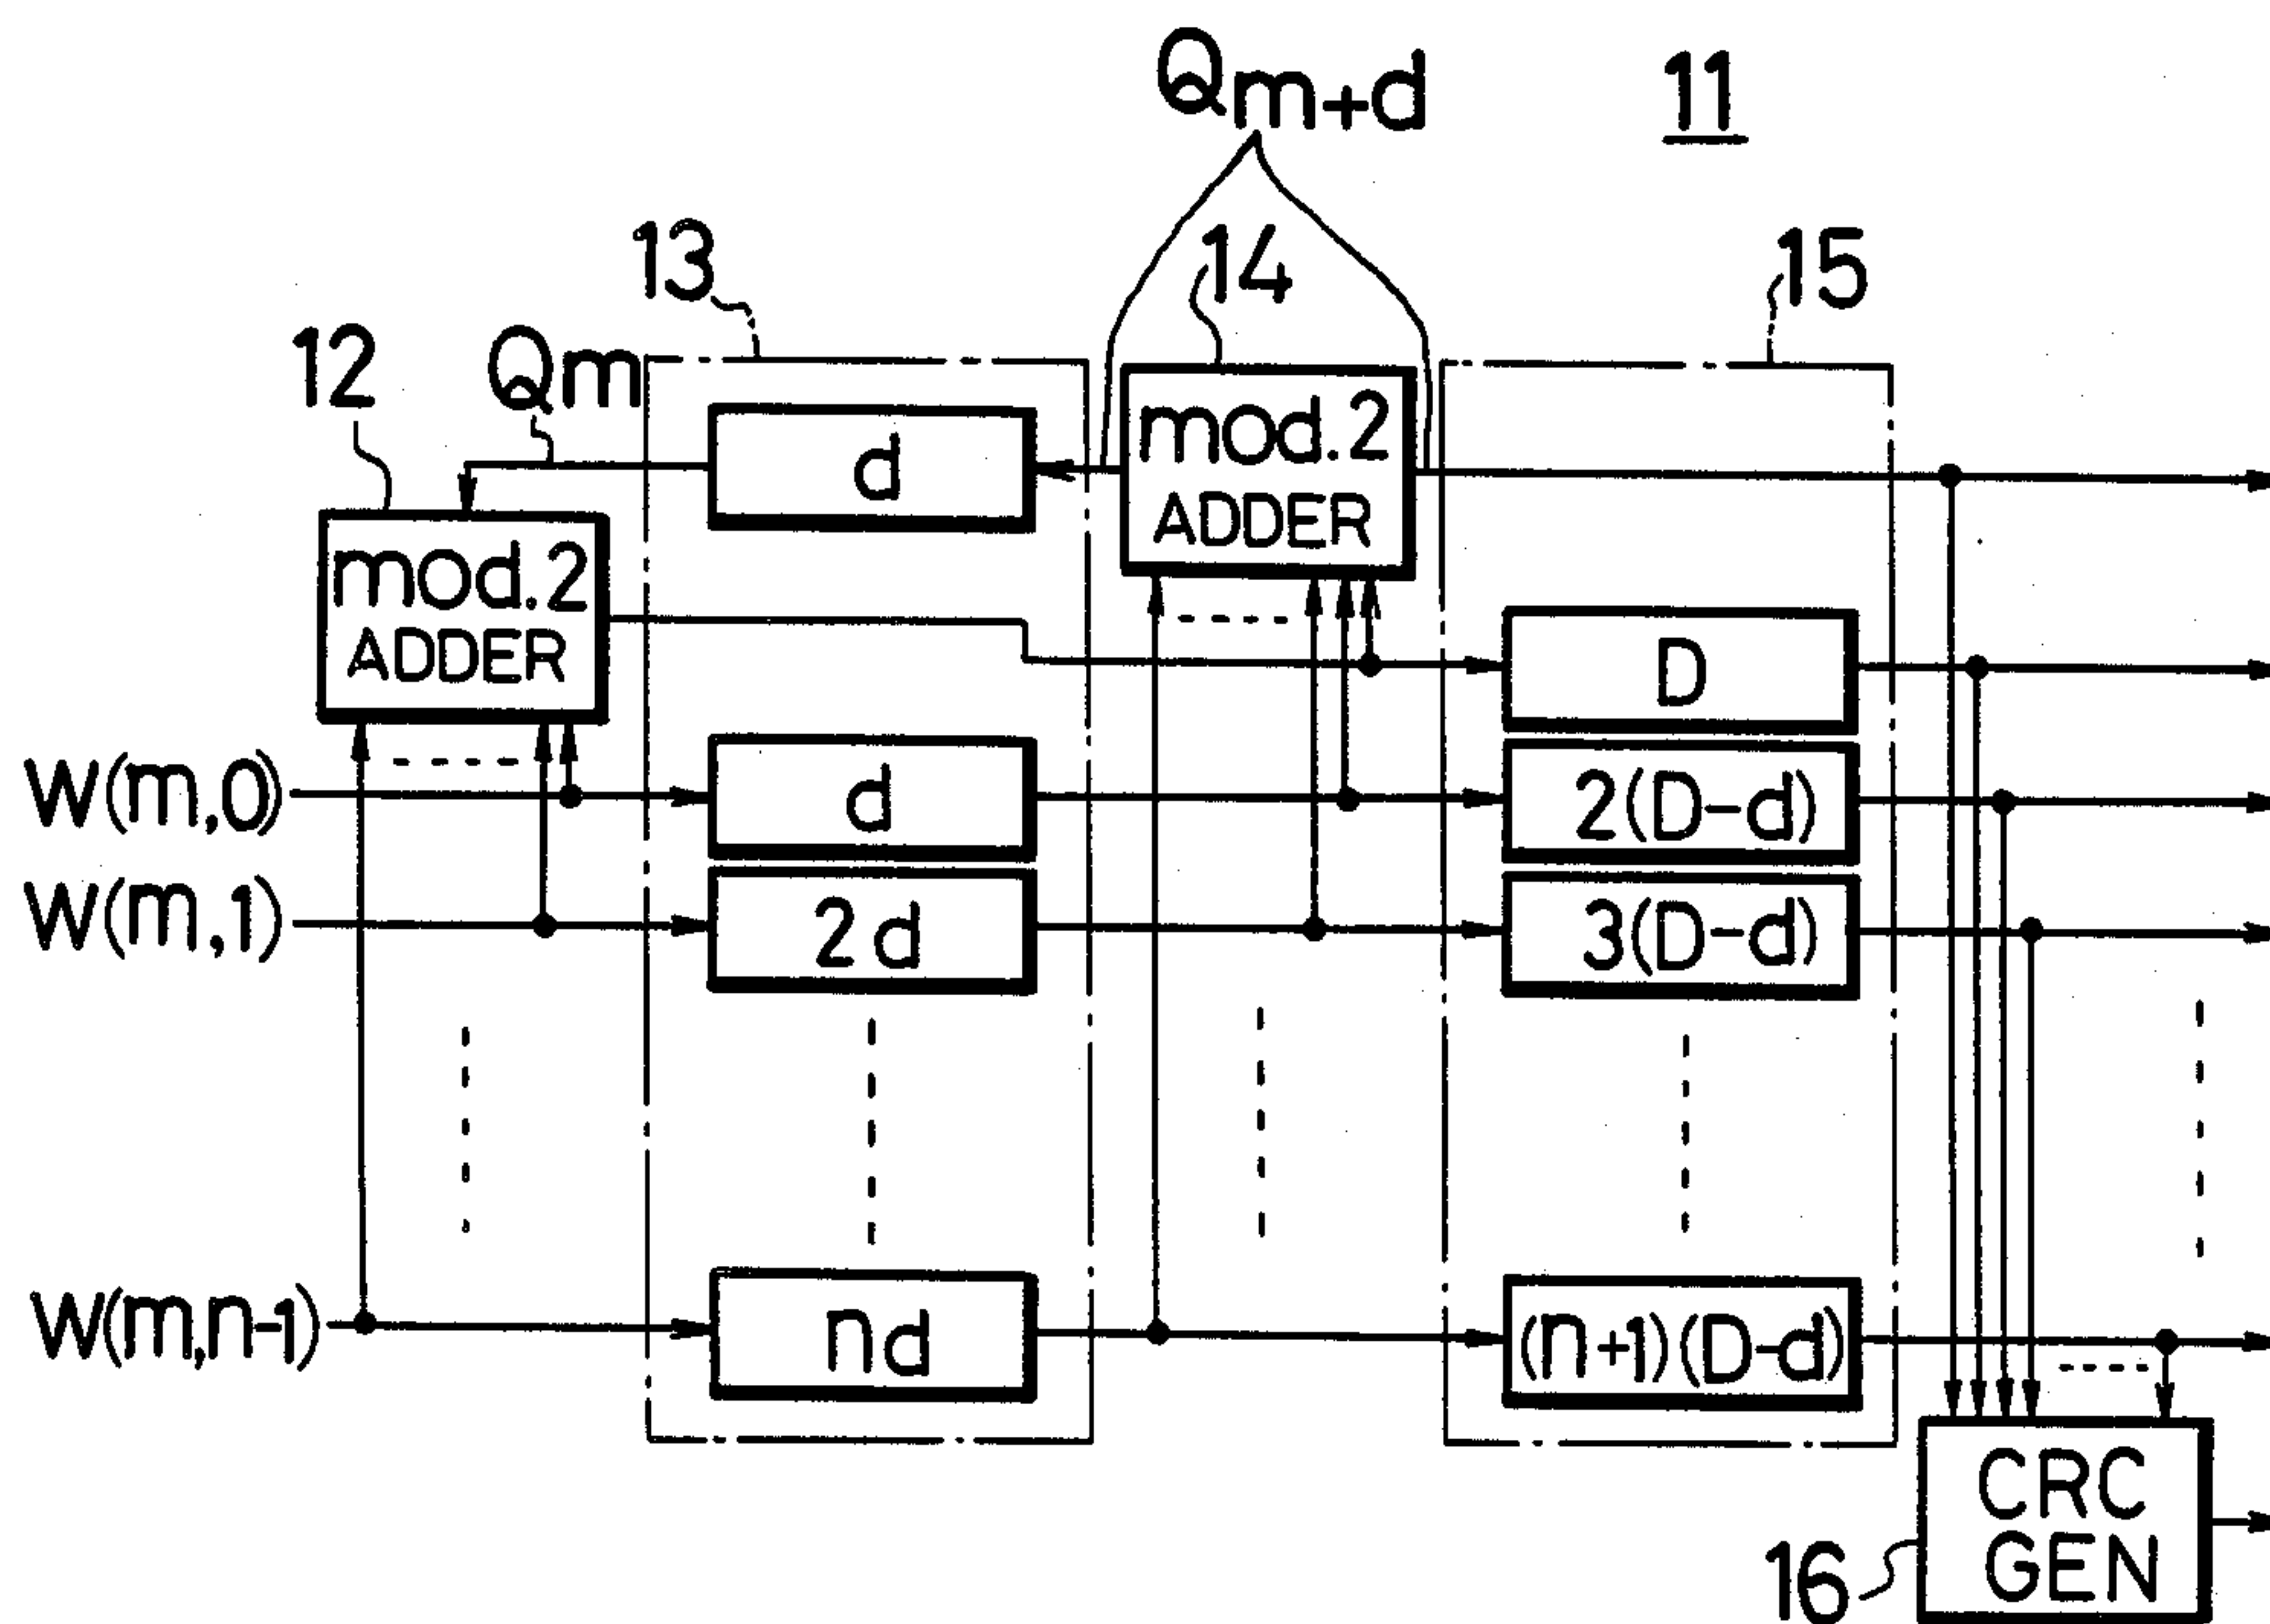 Qm+d
11
13
14
15
12
Qm
d
mod.2
ADDER
mod.2
ADDER
D
W(m,0)
d
2(D-d)
W(m,1)
2d
3(D-d)
W(m,n-1)
nd
(n+1)(D-d)
CRC
GEN
16